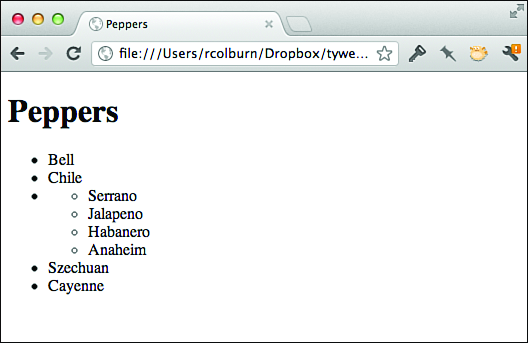 Peppers
file:///Users/rcolburn/Dropbox/tywe...
Peppers
Bell
Chile
Serrano
Jalapeno
Habanero
Anaheim
Szechuan
Cayenne